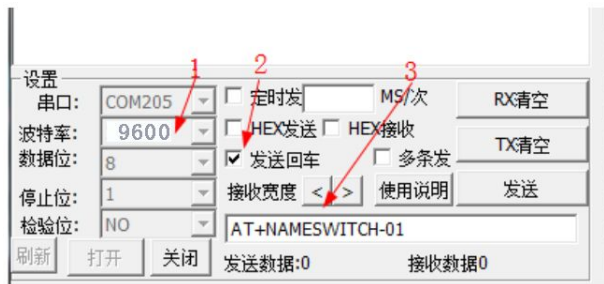 设置
1 2 3
串口: COM205 定时发 MS/次 RX清空
波特率: 9600 HEX发送 HEX接收 TX清空
数据位: 8 发送回车 多条发
停止位: 1 接收宽度 < > 使用说明 发送
检验位: NO AT+NAMESWITCH-01
刷新 打开 关闭 发送数据:0 接收数据0